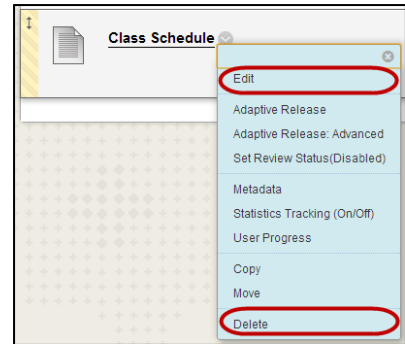 Class Schedule
Edit
Adaptive Release
Adaptive Release: Advanced
Set Review Status(Disabled)
Metadata
Statistics Tracking (On/Off)
User Progress
Copy
Move
Delete